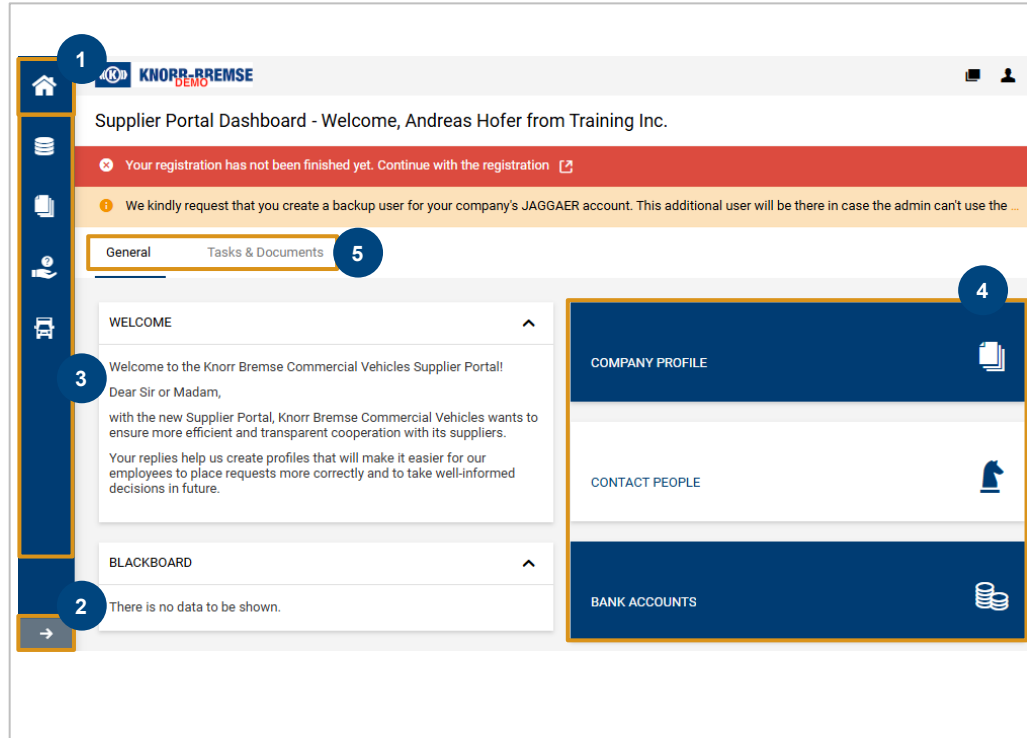 1
KNORR-BREMSE
DEMO
Supplier Portal Dashboard - Welcome, Andreas Hofer from Training Inc.
Your registration has not been finished yet. Continue with the registration
We kindly request that you create a backup user for your company's JAGGAER account. This additional user will be there in case the admin can't use the ...
General
Tasks & Documents
5
4
WELCOME
3
Welcome to the Knorr Bremse Commercial Vehicles Supplier Portal!
Dear Sir or Madam,
with the new Supplier Portal, Knorr Bremse Commercial Vehicles wants to
ensure more efficient and transparent cooperation with its suppliers.
Your replies help us create profiles that will make it easier for our
employees to place requests more correctly and to take well-informed
decisions in future.
COMPANY PROFILE
CONTACT PEOPLE
BLACKBOARD
2
There is no data to be shown.
BANK ACCOUNTS